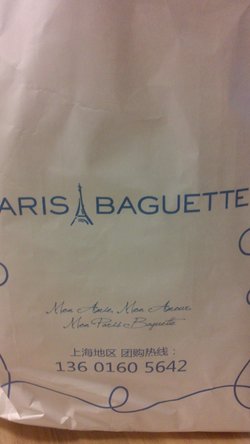 ARIS BAGUETTE
Mon Amie, Mon Amour
Mon Paris Baguette
上海地区 团购热线：
136 0160 5642